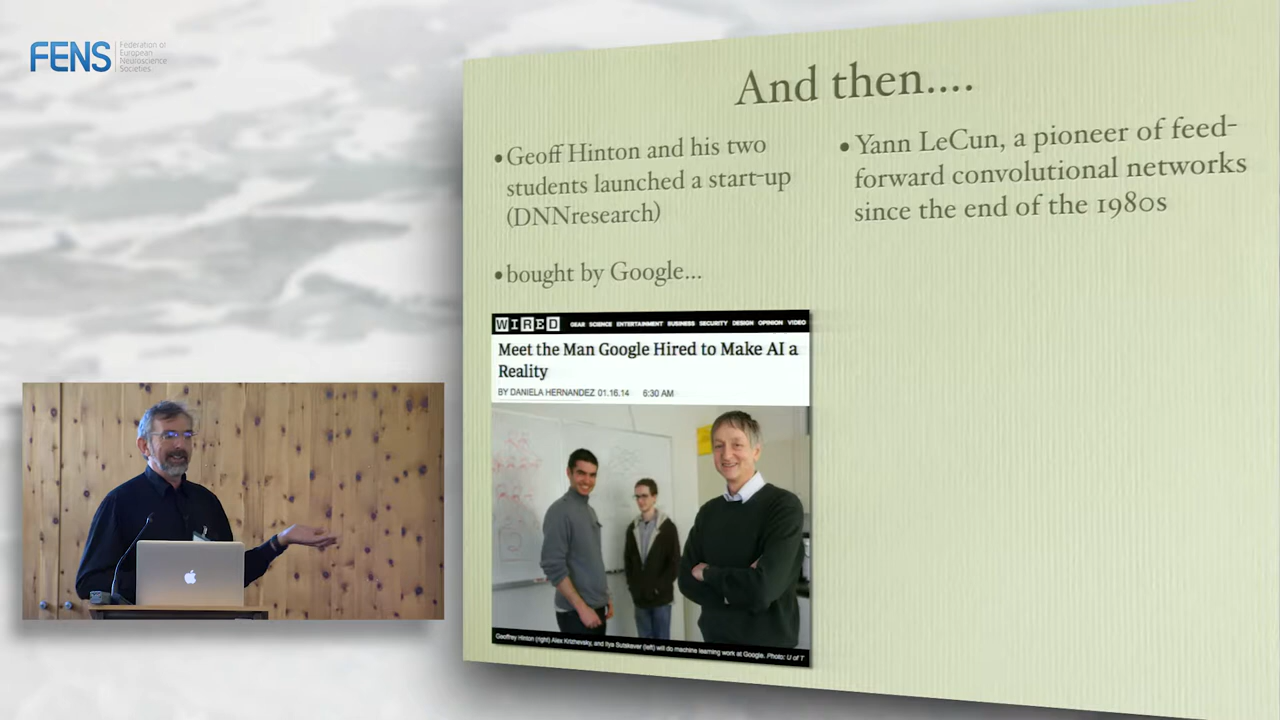 FENS
Federation of
European
Neuroscience
Societies
And then....
•Geoff Hinton and his two
students launched a start-up
(DNNresearch)
•bought by Google...
WIRED GEAR SCIENCE ENTERTAINMENT BUSINESS SECURITY DESIGN OPINION VIDEO
Meet the Man Google Hired to Make AI a
Reality
BY DANIELA HERNANDEZ 01.16.14 6:30 AM
Geoffrey Hinton (right) Alex Krizhevsky, and Ilya Sutskever (left) will do machine learning work at Google. Photo: U of T
•Yann LeCun, a pioneer of feed-
forward convolutional networks
since the end of the 1980s